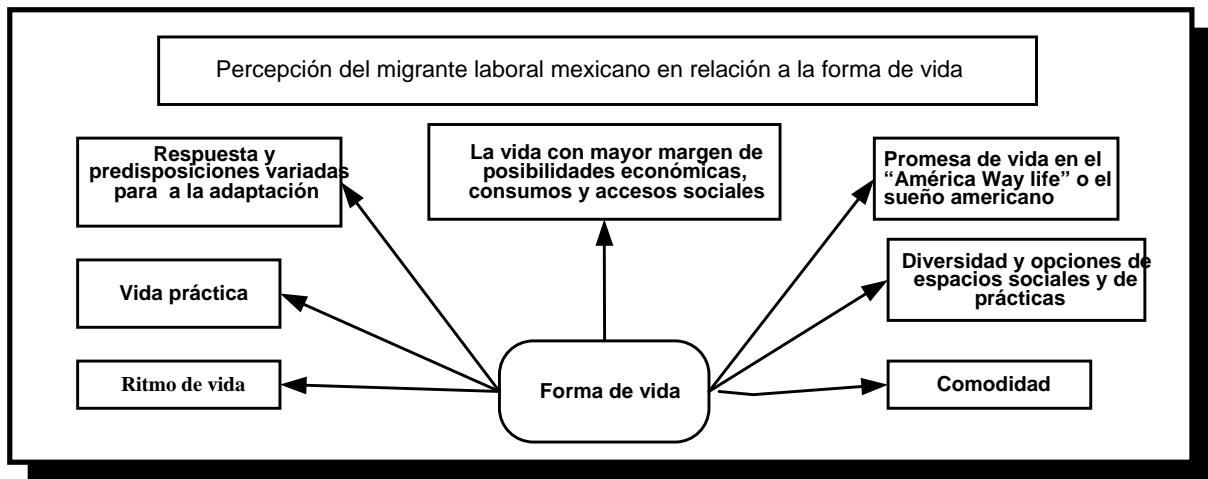 Percepción del migrante laboral mexicano en relación a la forma de vida
Respuesta y
predisposiciones variadas
para a la adaptación
La vida con mayor margen de
posibilidades económicas,
consumos y accesos sociales
Promesa de vida en el
“América Way life” o el
sueño americano
Vida práctica
Diversidad y opciones de
espacios sociales y de
prácticas
Ritmo de vida
Forma de vida
Comodidad